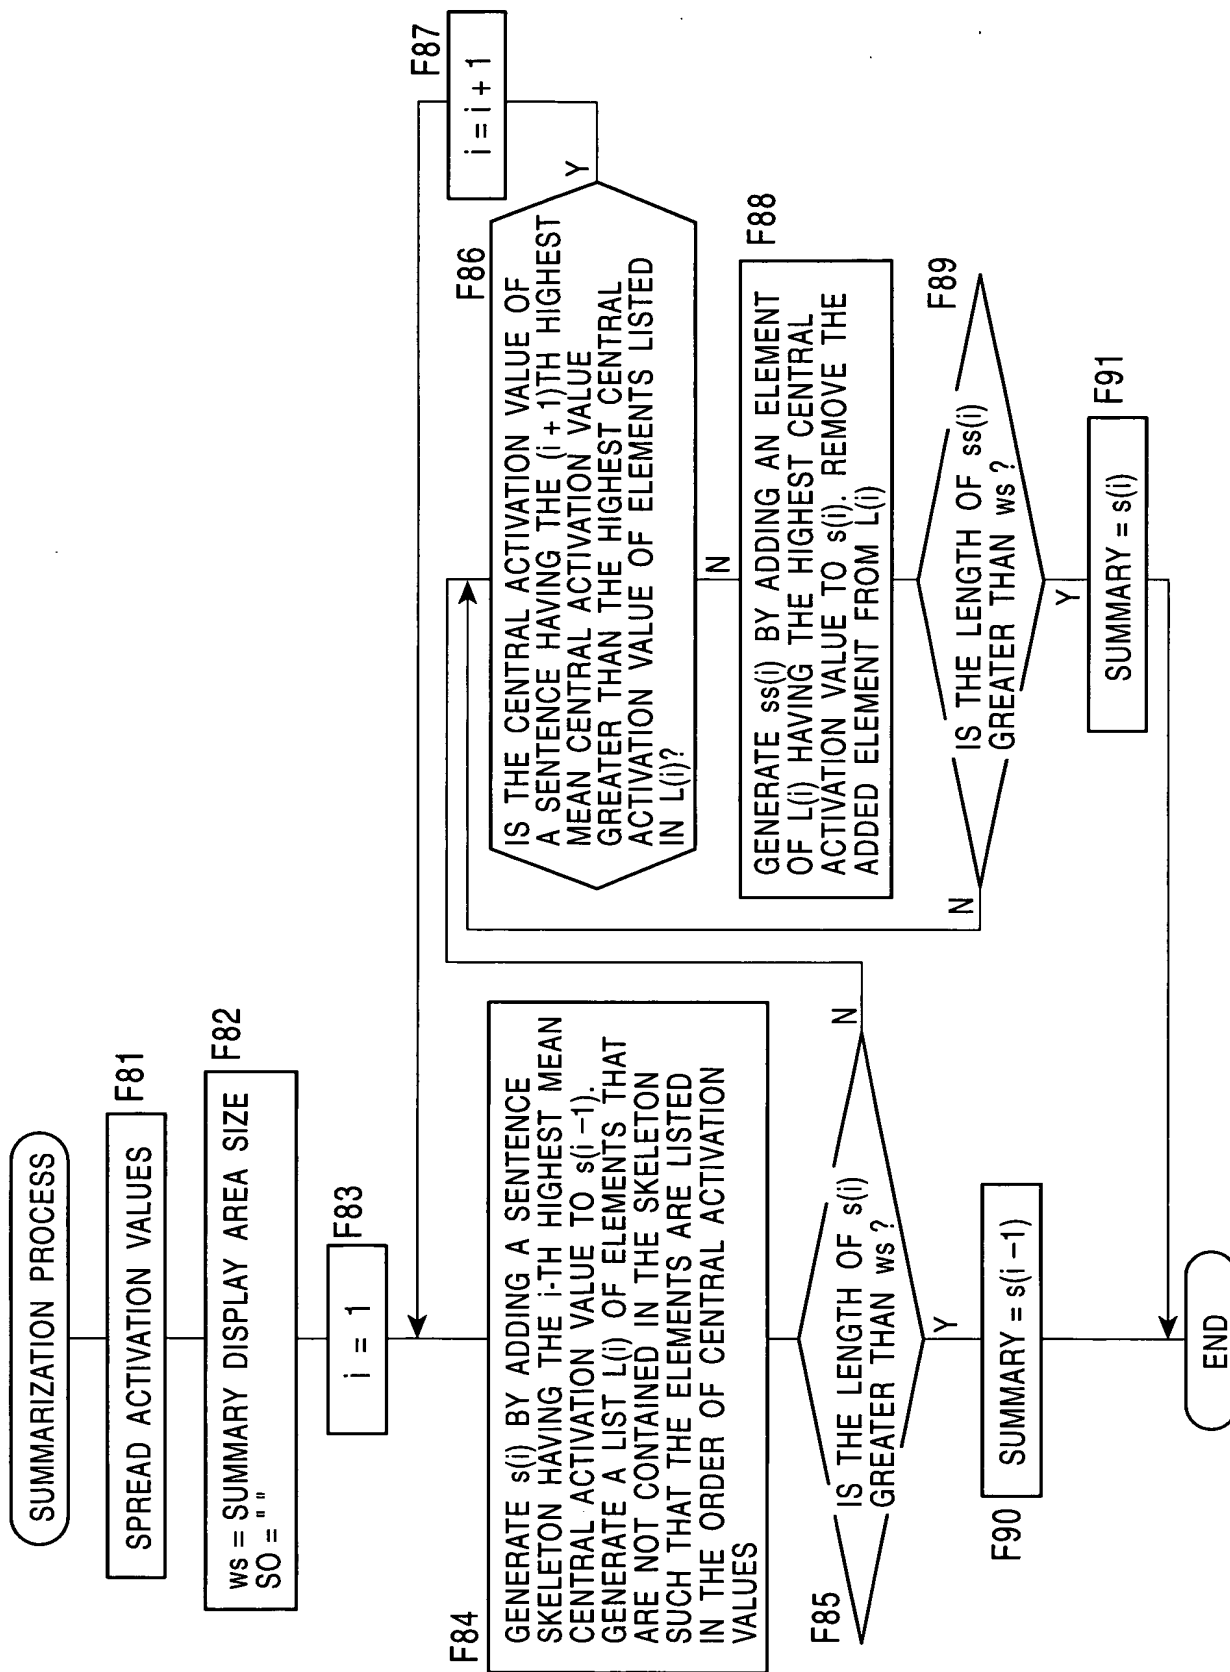 SUMMARIZATION PROCESS
F81
SPREAD ACTIVATION VALUES
F82
ws = SUMMARY DISPLAY AREA SIZE
SO = " "
F83
i = 1
F84
GENERATE s(i) BY ADDING A SENTENCE
SKELETON HAVING THE i-TH HIGHEST MEAN
CENTRAL ACTIVATION VALUE TO s(i −1).
GENERATE A LIST L(i) OF ELEMENTS THAT
ARE NOT CONTAINED IN THE SKELETON
SUCH THAT THE ELEMENTS ARE LISTED
IN THE ORDER OF CENTRAL ACTIVATION
VALUES
F85
IS THE LENGTH OF s(i)
GREATER THAN ws ?
N
Y
F90
SUMMARY = s(i −1)
END
F87
i = i + 1
Y
F86
IS THE CENTRAL ACTIVATION VALUE OF
A SENTENCE HAVING THE (i + 1)TH HIGHEST
MEAN CENTRAL ACTIVATION VALUE
GREATER THAN THE HIGHEST CENTRAL
ACTIVATION VALUE OF ELEMENTS LISTED
IN L(i)?
N
F88
GENERATE ss(i) BY ADDING AN ELEMENT
OF L(i) HAVING THE HIGHEST CENTRAL
ACTIVATION VALUE TO s(i). REMOVE THE
ADDED ELEMENT FROM L(i)
F89
IS THE LENGTH OF ss(i)
GREATER THAN ws ?
N
Y
F91
SUMMARY = s(i)